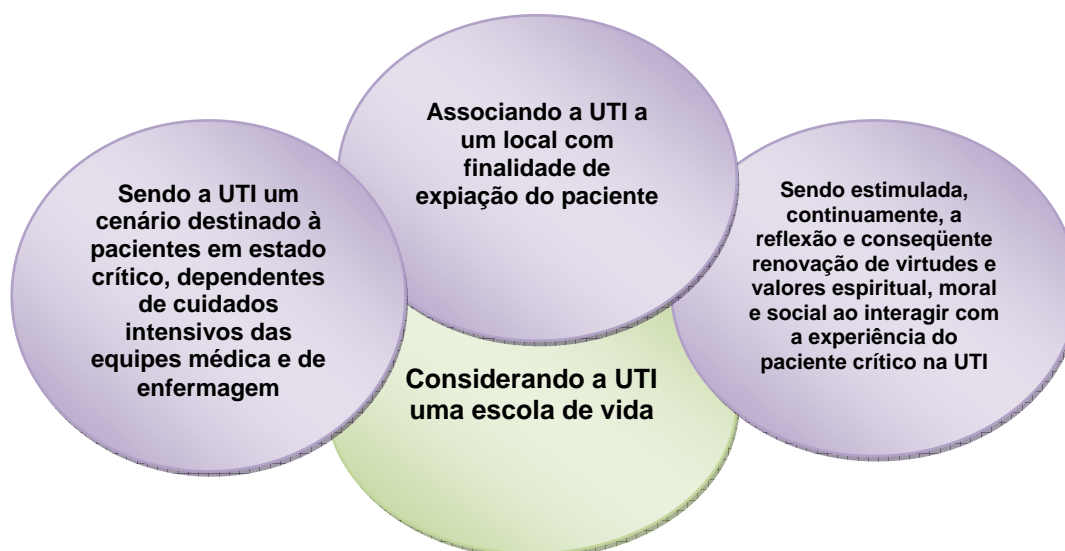 Sendo a UTI um
cenário destinado à
pacientes em estado
crítico, dependentes
de cuidados
intensivos das
equipes médica e de
enfermagem
Associando a UTI a
um local com
finalidade de
expiação do paciente
Sendo estimulada,
continuamente, a
reflexão e conseqüente
renovação de virtudes e
valores espiritual, moral
e social ao interagir com
a experiência do
paciente crítico na UTI
Considerando a UTI
uma escola de vida